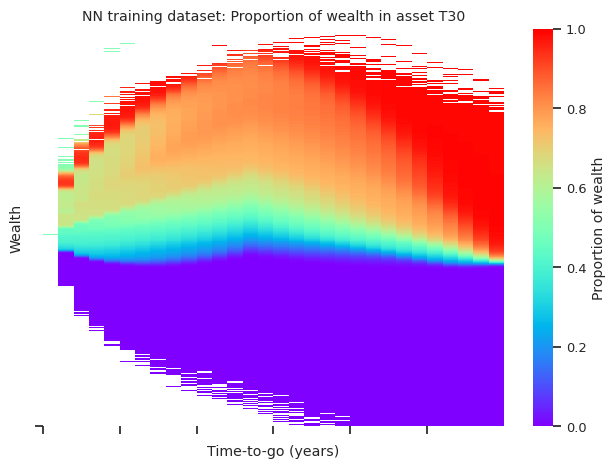 NN training dataset: Proportion of wealth in asset T30
Wealth
Time-to-go (years)
1.0
0.8
0.6
0.4
0.2
0.0
Proportion of wealth